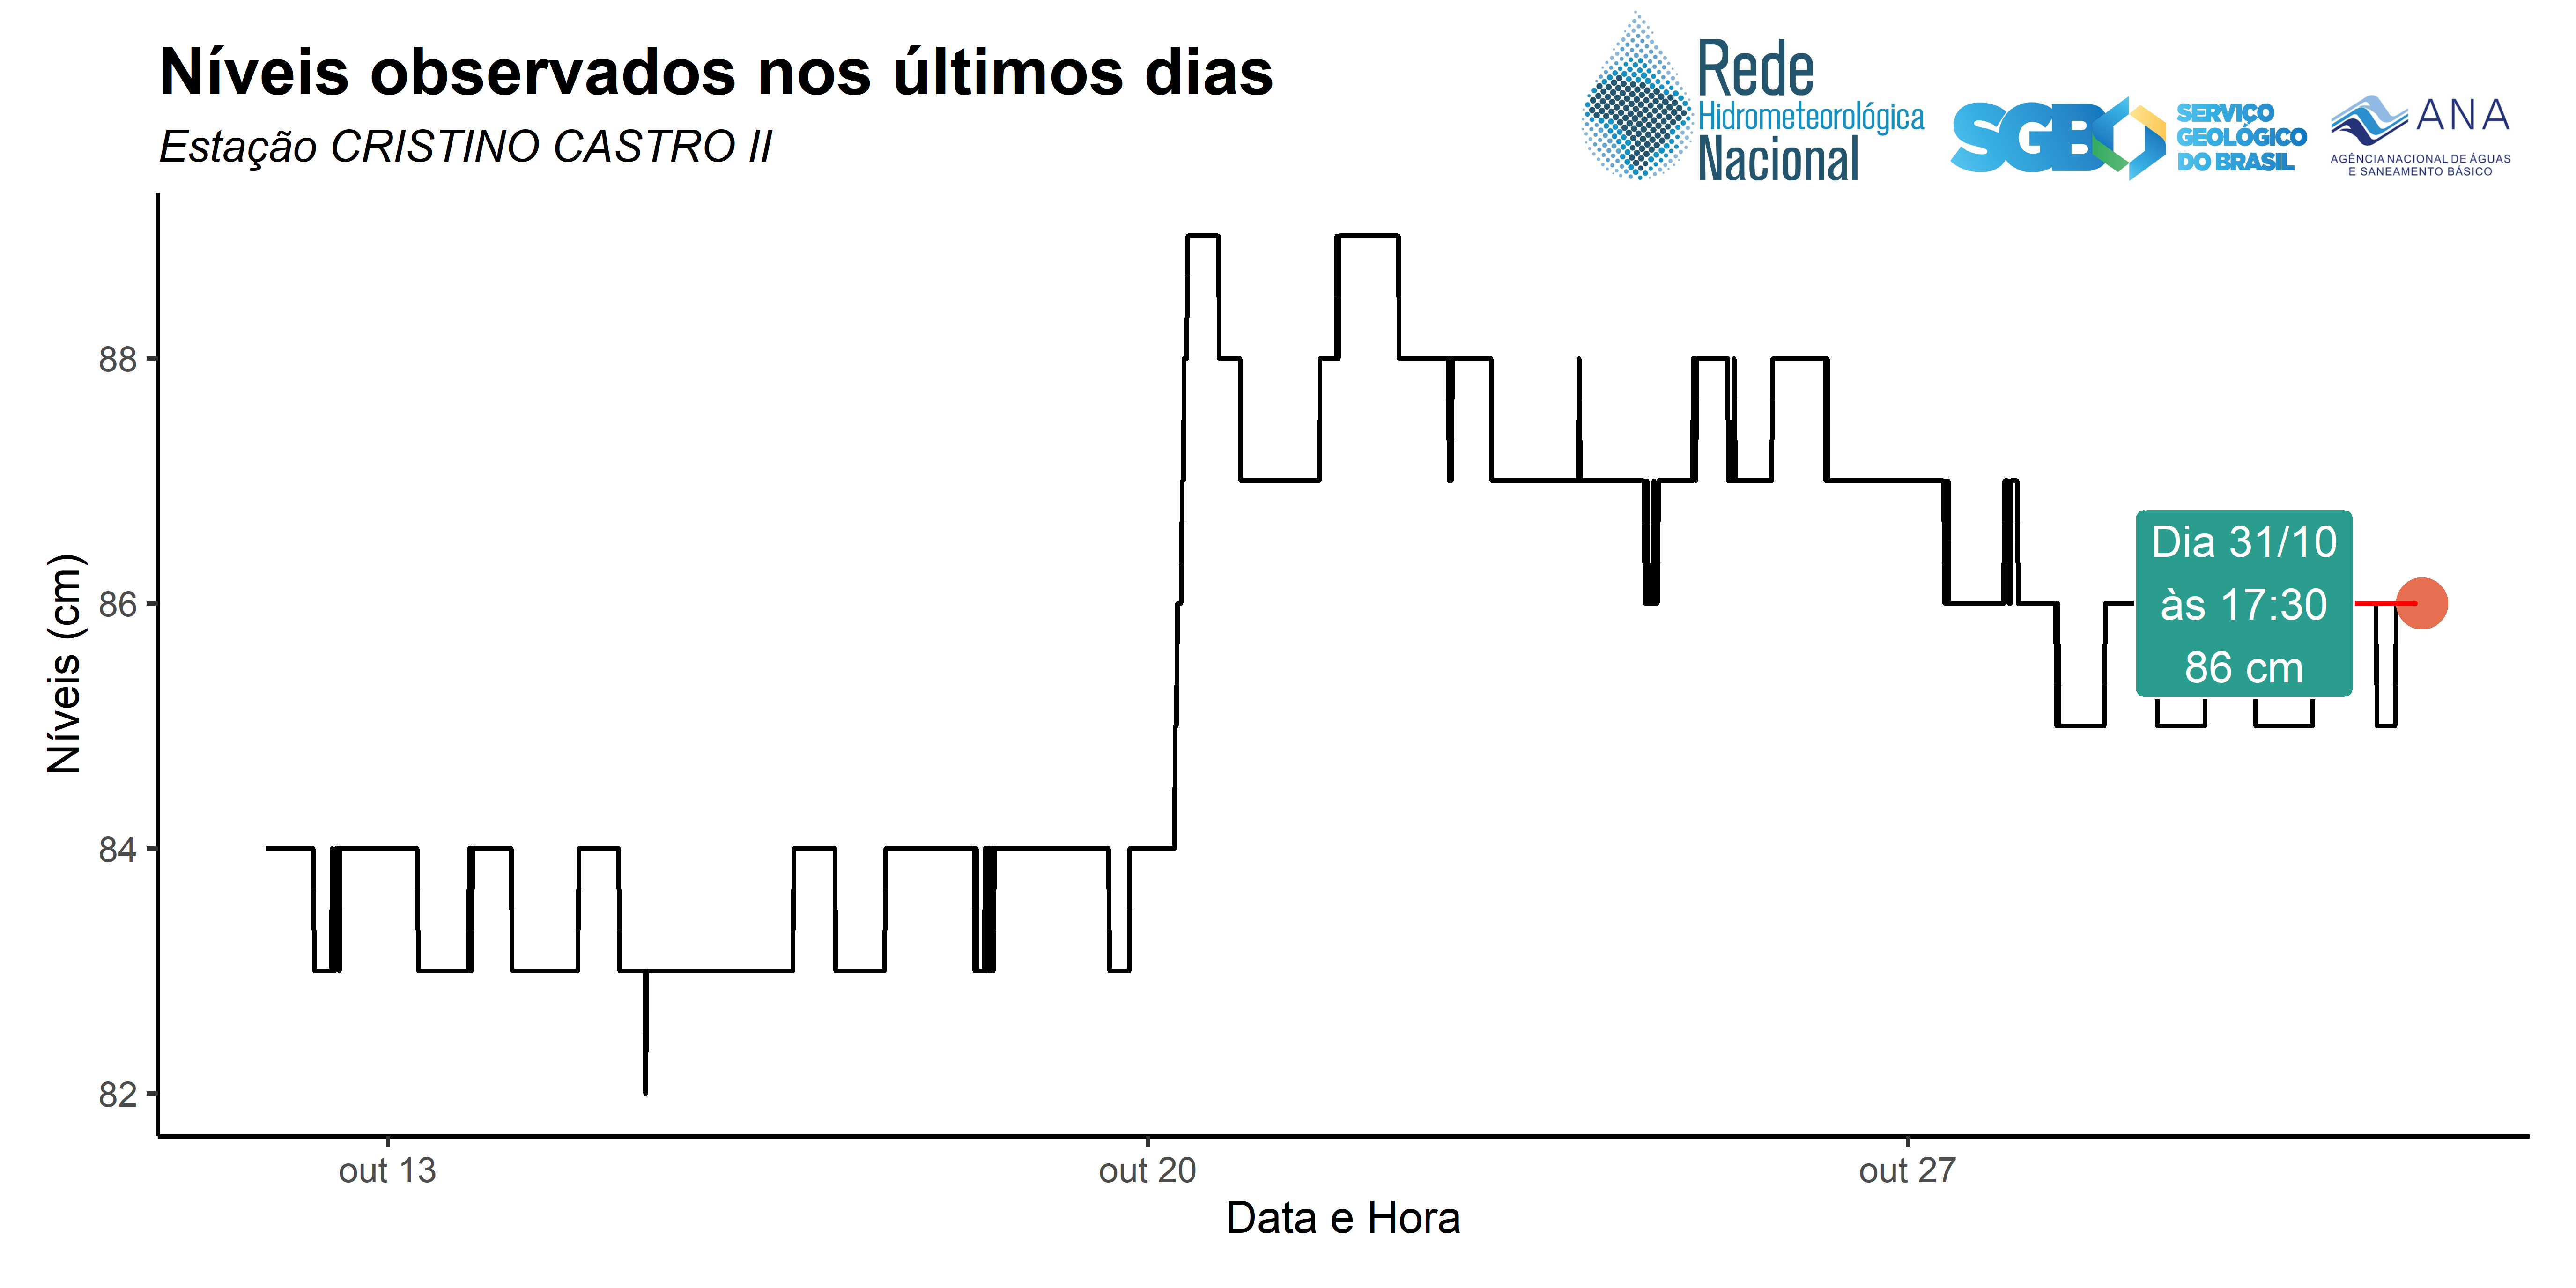 Níveis observados nos últimos dias
Estação CRISTINO CASTRO II
Rede
Hidrometeorológica
Nacional
SGB
SERVIÇO
GEOLÓGICO
DO BRASIL
ANA
AGÊNCIA NACIONAL DE ÁGUAS
E SANEAMENTO BÁSICO
Níveis (cm)
88
86
84
82
Dia 31/10
às 17:30
86 cm
out 13
out 20
out 27
Data e Hora